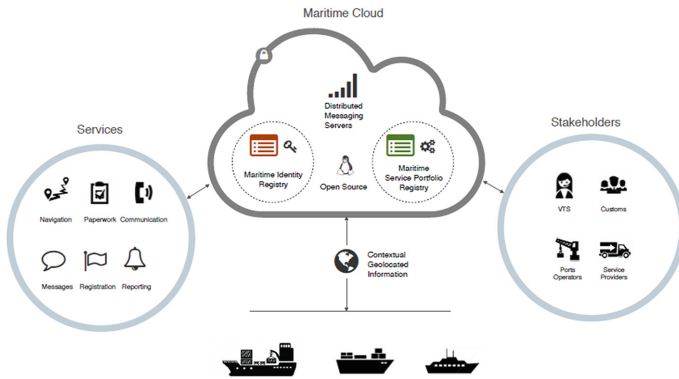 Maritime Cloud
Distributed
Messaging
Servers
Maritime Identity
Registry
Open Source
Maritime
Service Portfolio
Registry
Services
Navigation
Paperwork
Communication
Messages
Registration
Reporting
Contextual
Geolocated
Information
Stakeholders
VTS
Customs
Ports
Operators
Service
Providers